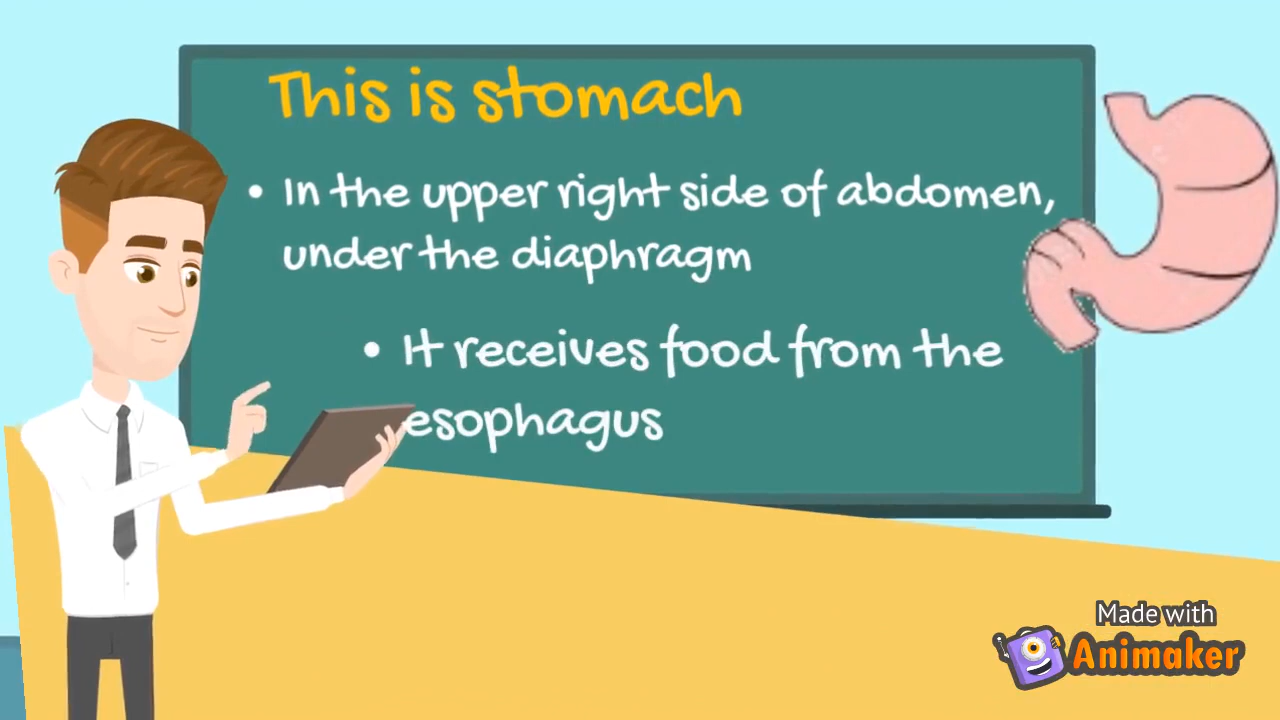 This is stomach
• In the upper right side of abdomen,
under the diaphragm
• It receives food from the
esophagus
Made with
Animaker